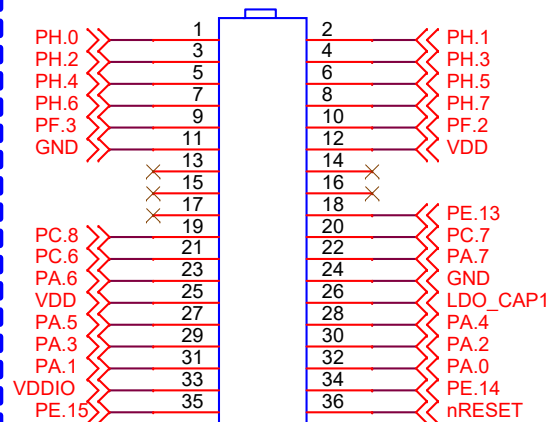 PH.0 1 2 PH.1
PH.2 3 4 PH.3
PH.4 5 6 PH.5
PH.6 7 8 PH.7
PF.3 9 10 PF.2
GND 11 12 VDD
13 14
15 16
17 18 PE.13
PC.8 19 20 PC.7
PC.6 21 22 PA.7
PA.6 23 24 GND
VDD 25 26 LDO_CAP1
PA.5 27 28 PA.4
PA.3 29 30 PA.2
PA.1 31 32 PA.0
VDDIO 33 34 PE.14
PE.15 35 36 nRESET